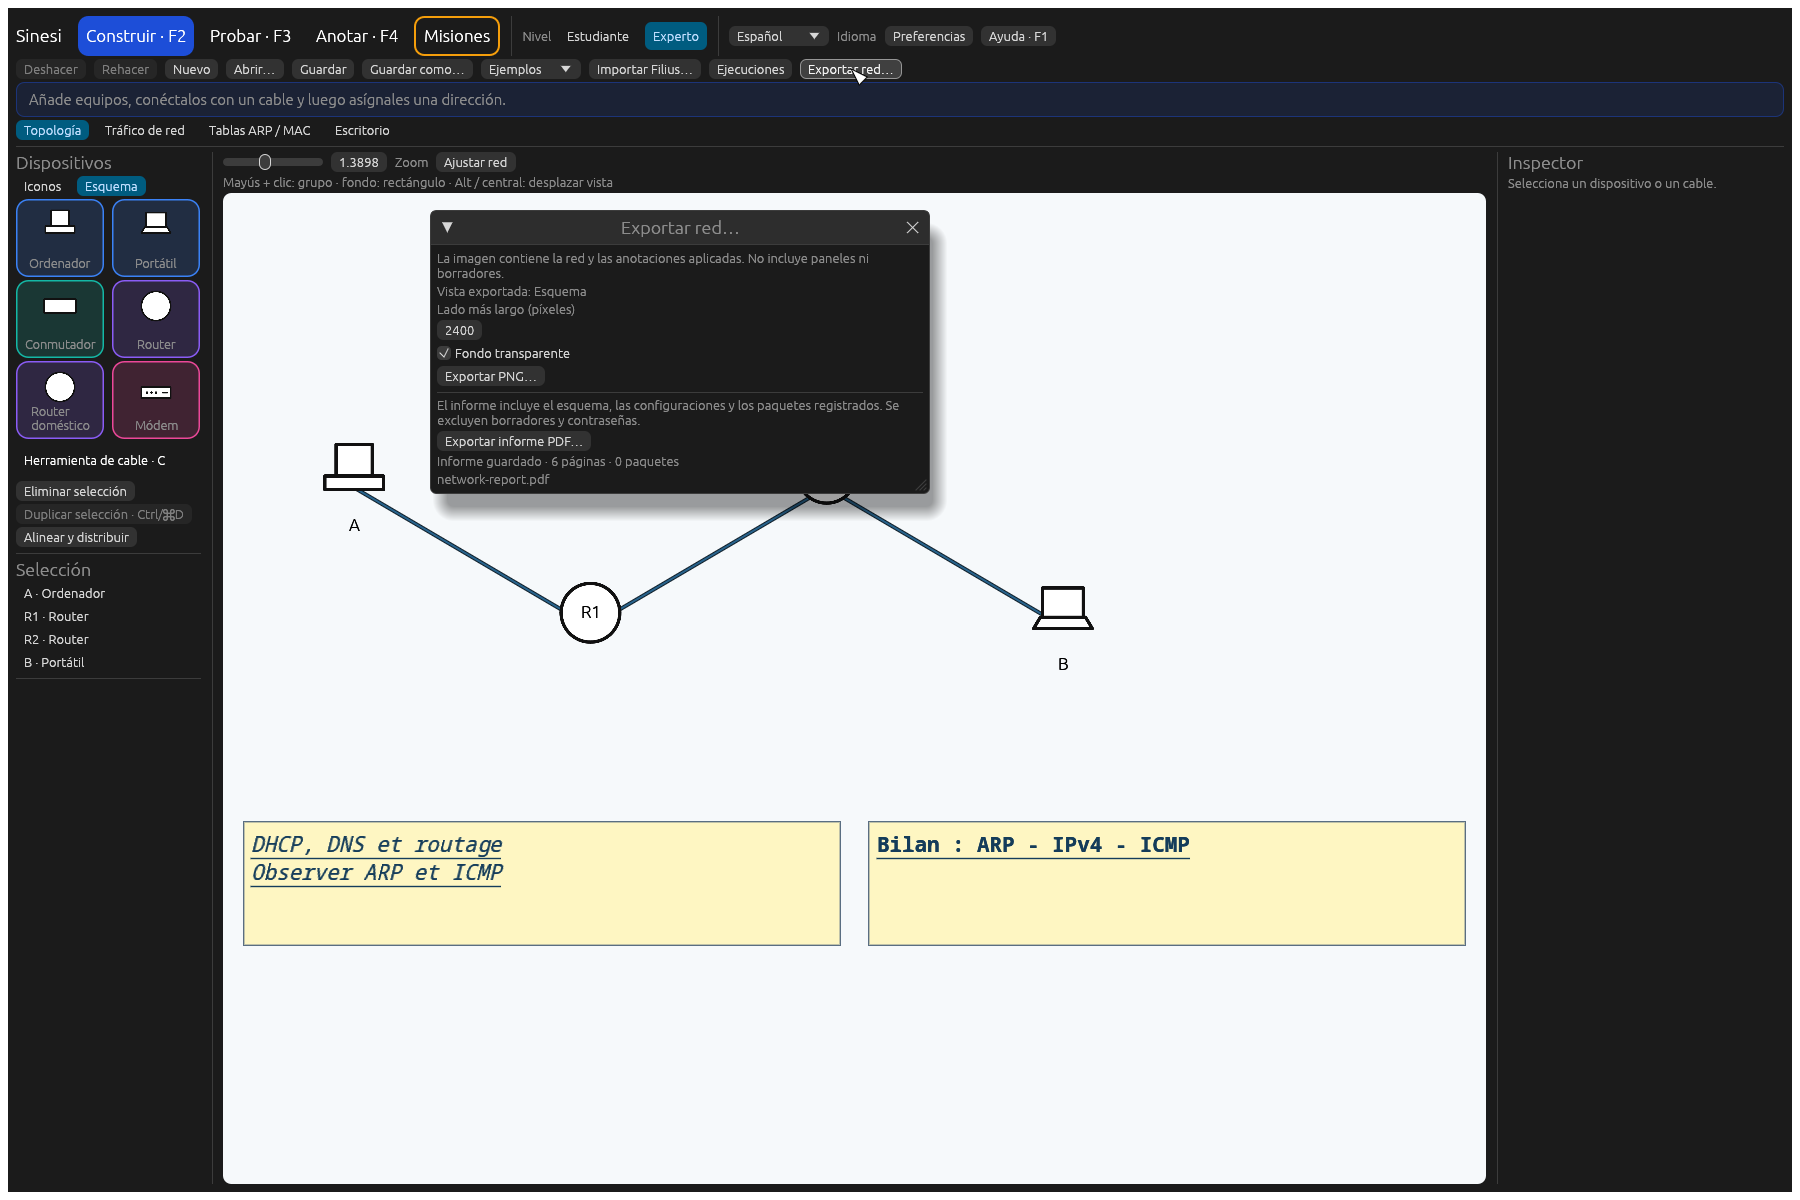 Sinesi
Construir · F2
Probar · F3
Anotar · F4
Misiones
Nivel
Estudiante
Experto
Español
Idioma
Preferencias
Ayuda · F1
Deshacer
Rehacer
Nuevo
Abrir…
Guardar
Guardar como…
Ejemplos
Importar Filius…
Ejecuciones
Exportar red…
Añade equipos, conéctalos con un cable y luego asígnales una dirección.
Topología
Tráfico de red
Tablas ARP / MAC
Escritorio
Dispositivos
Iconos
Esquema
Ordenador
Portátil
Conmutador
Router
Router
doméstico
Módem
Herramienta de cable · C
Eliminar selección
Duplicar selección · Ctrl/⌘D
Alinear y distribuir
Selección
A · Ordenador
R1 · Router
R2 · Router
B · Portátil
1.3898
Zoom
Ajustar red
Mayús + clic: grupo · fondo: rectángulo · Alt / central: desplazar vista
Exportar red…
La imagen contiene la red y las anotaciones aplicadas. No incluye paneles ni
borradores.
Vista exportada: Esquema
Lado más largo (píxeles)
2400
Fondo transparente
Exportar PNG…
El informe incluye el esquema, las configuraciones y los paquetes registrados. Se
excluyen borradores y contraseñas.
Exportar informe PDF…
Informe guardado · 6 páginas · 0 paquetes
network-report.pdf
A
R1
B
DHCP, DNS et routage
Observer ARP et ICMP
Bilan : ARP - IPv4 - ICMP
Inspector
Selecciona un dispositivo o un cable.